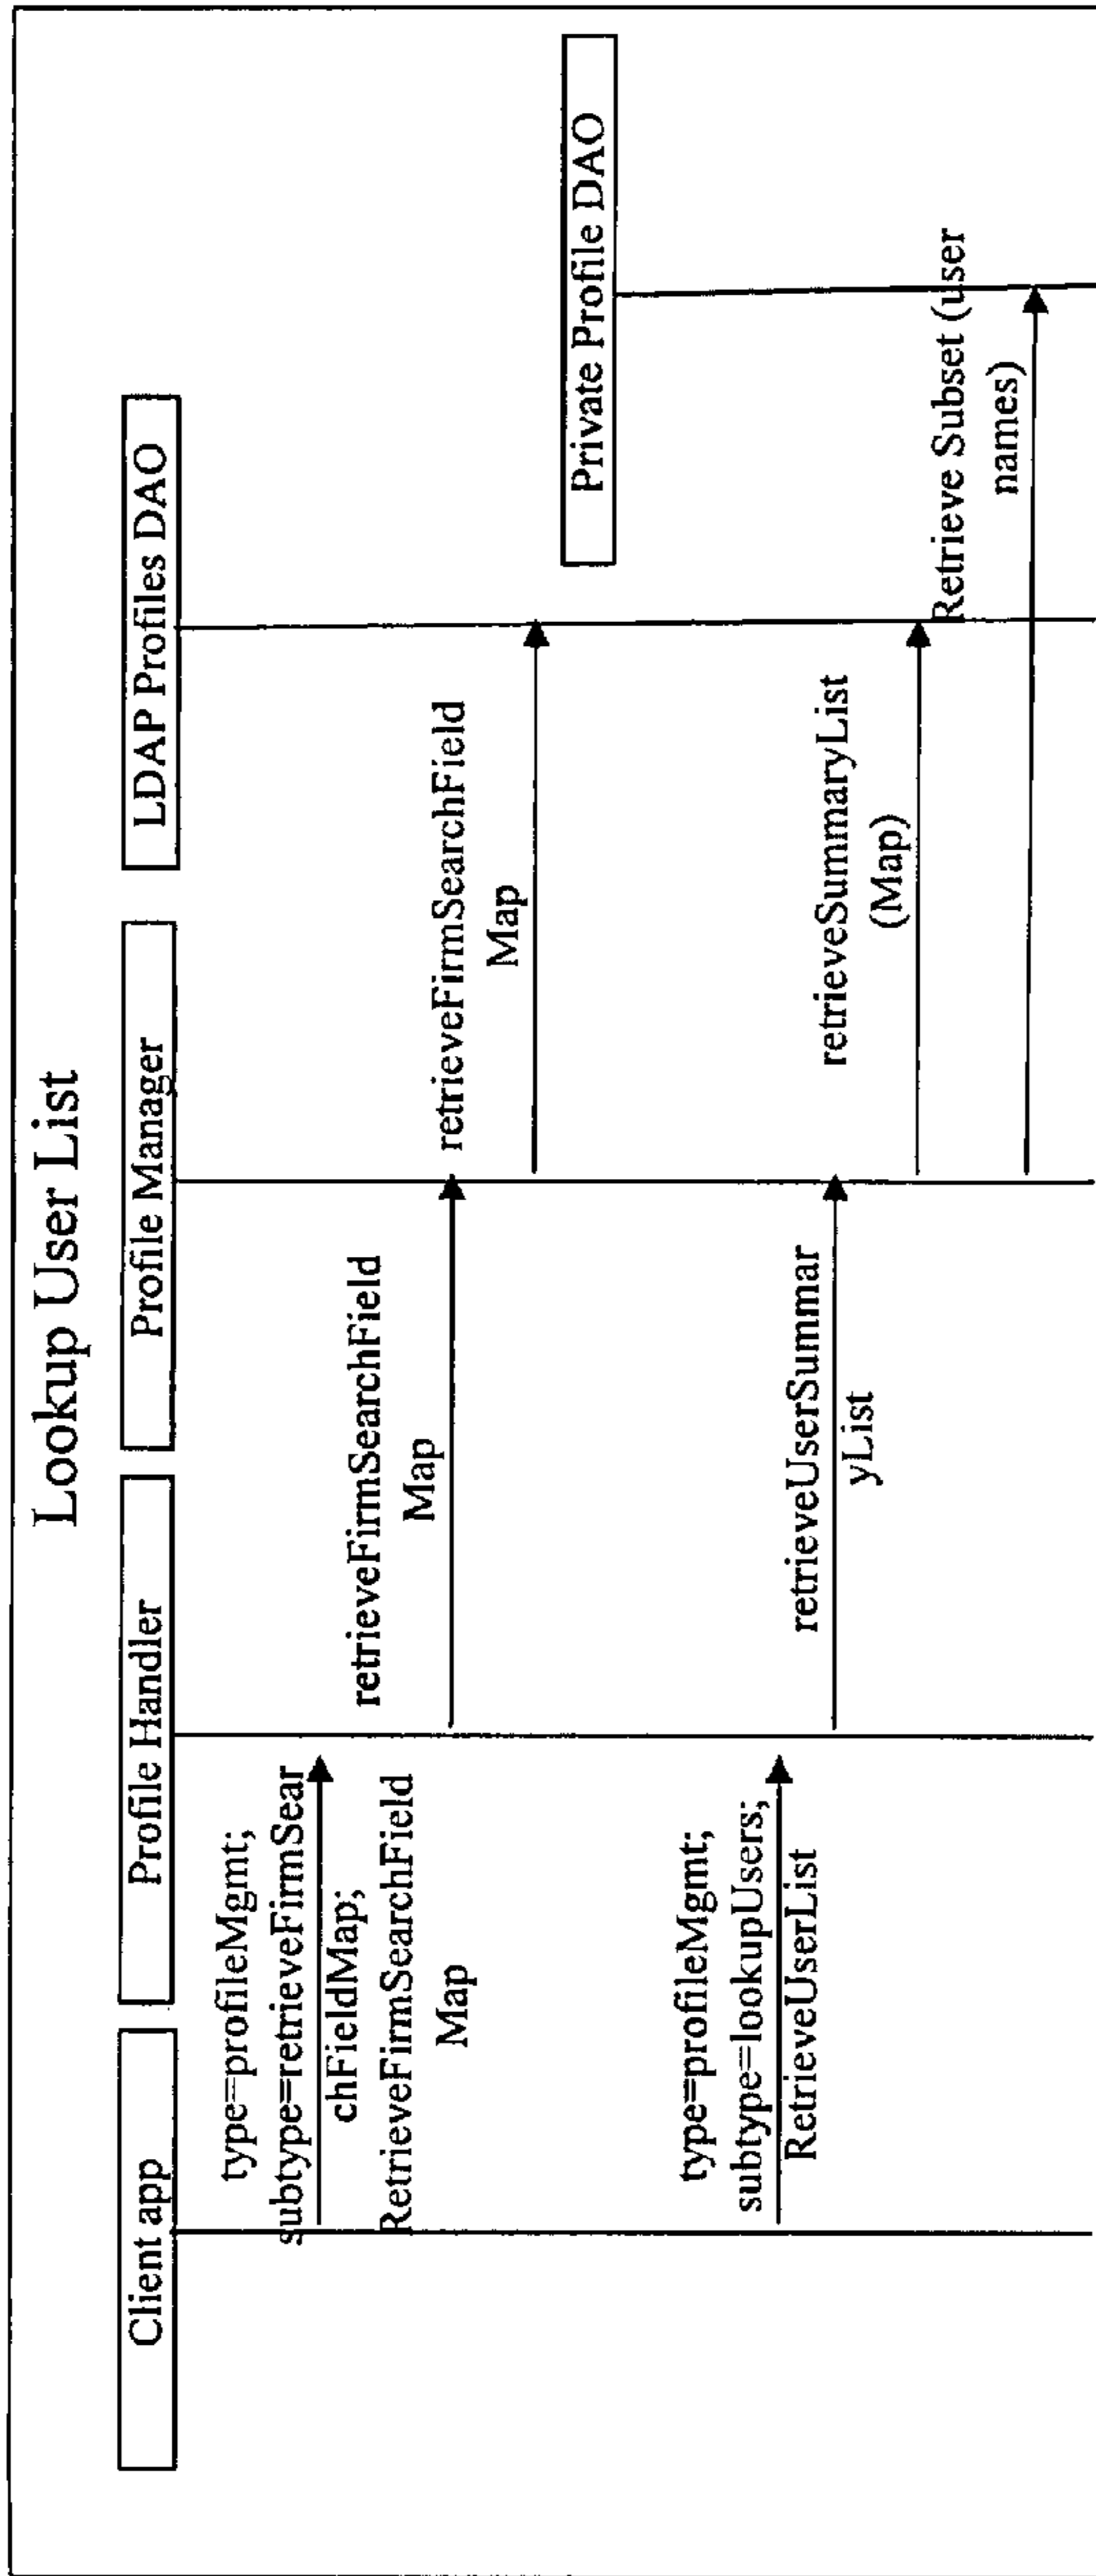 Lookup User List
Client app
Profile Handler
Profile Manager
LDAP Profiles DAO
Private Profile DAO
type=profileMgmt;
subtype=retrieveFirmSear
chFieldMap;
RetrieveFirmSearchField
Map
retrieveFirmSearchField
Map
retrieveFirmSearchField
Map
type=profileMgmt;
subtype=lookupUsers;
RetrieveUserList
retrieveUserSummar
yList
retrieveSummaryList
(Map)
Retrieve Subset (user
names)